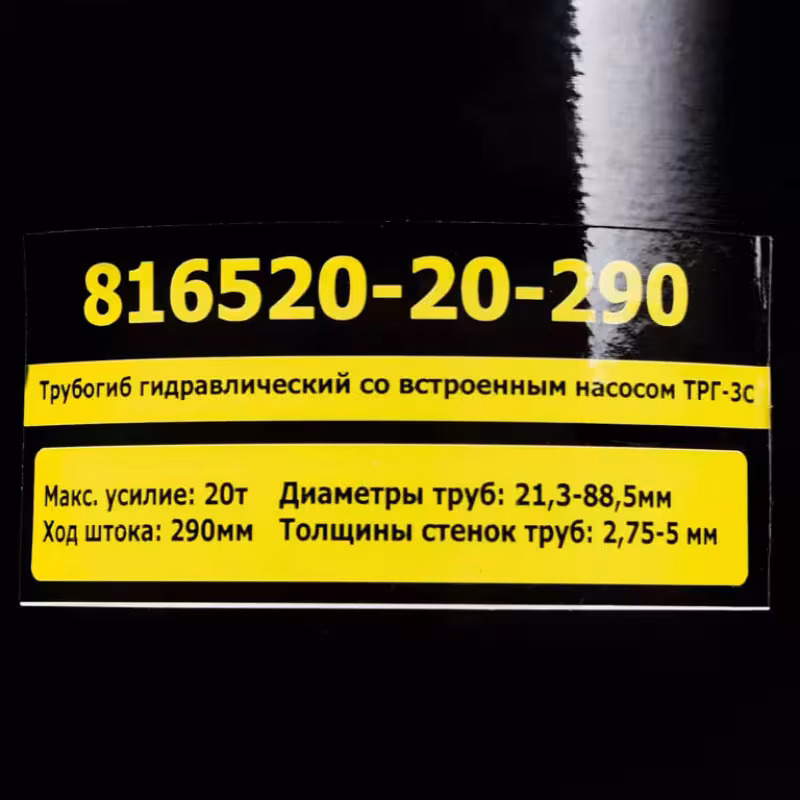 816520-20-290
Трубогиб гидравлический со встроенным насосом ТРГ-3С
Макс. усилие: 20т Диаметры труб: 21,3-88,5мм
Ход штока: 290мм Толщины стенок труб: 2,75-5 мм